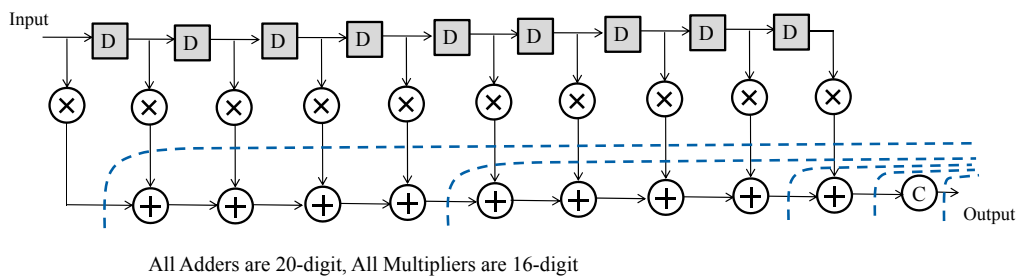 Input
D D D D D D D D D
C
Output
All Adders are 20-digit, All Multipliers are 16-digit